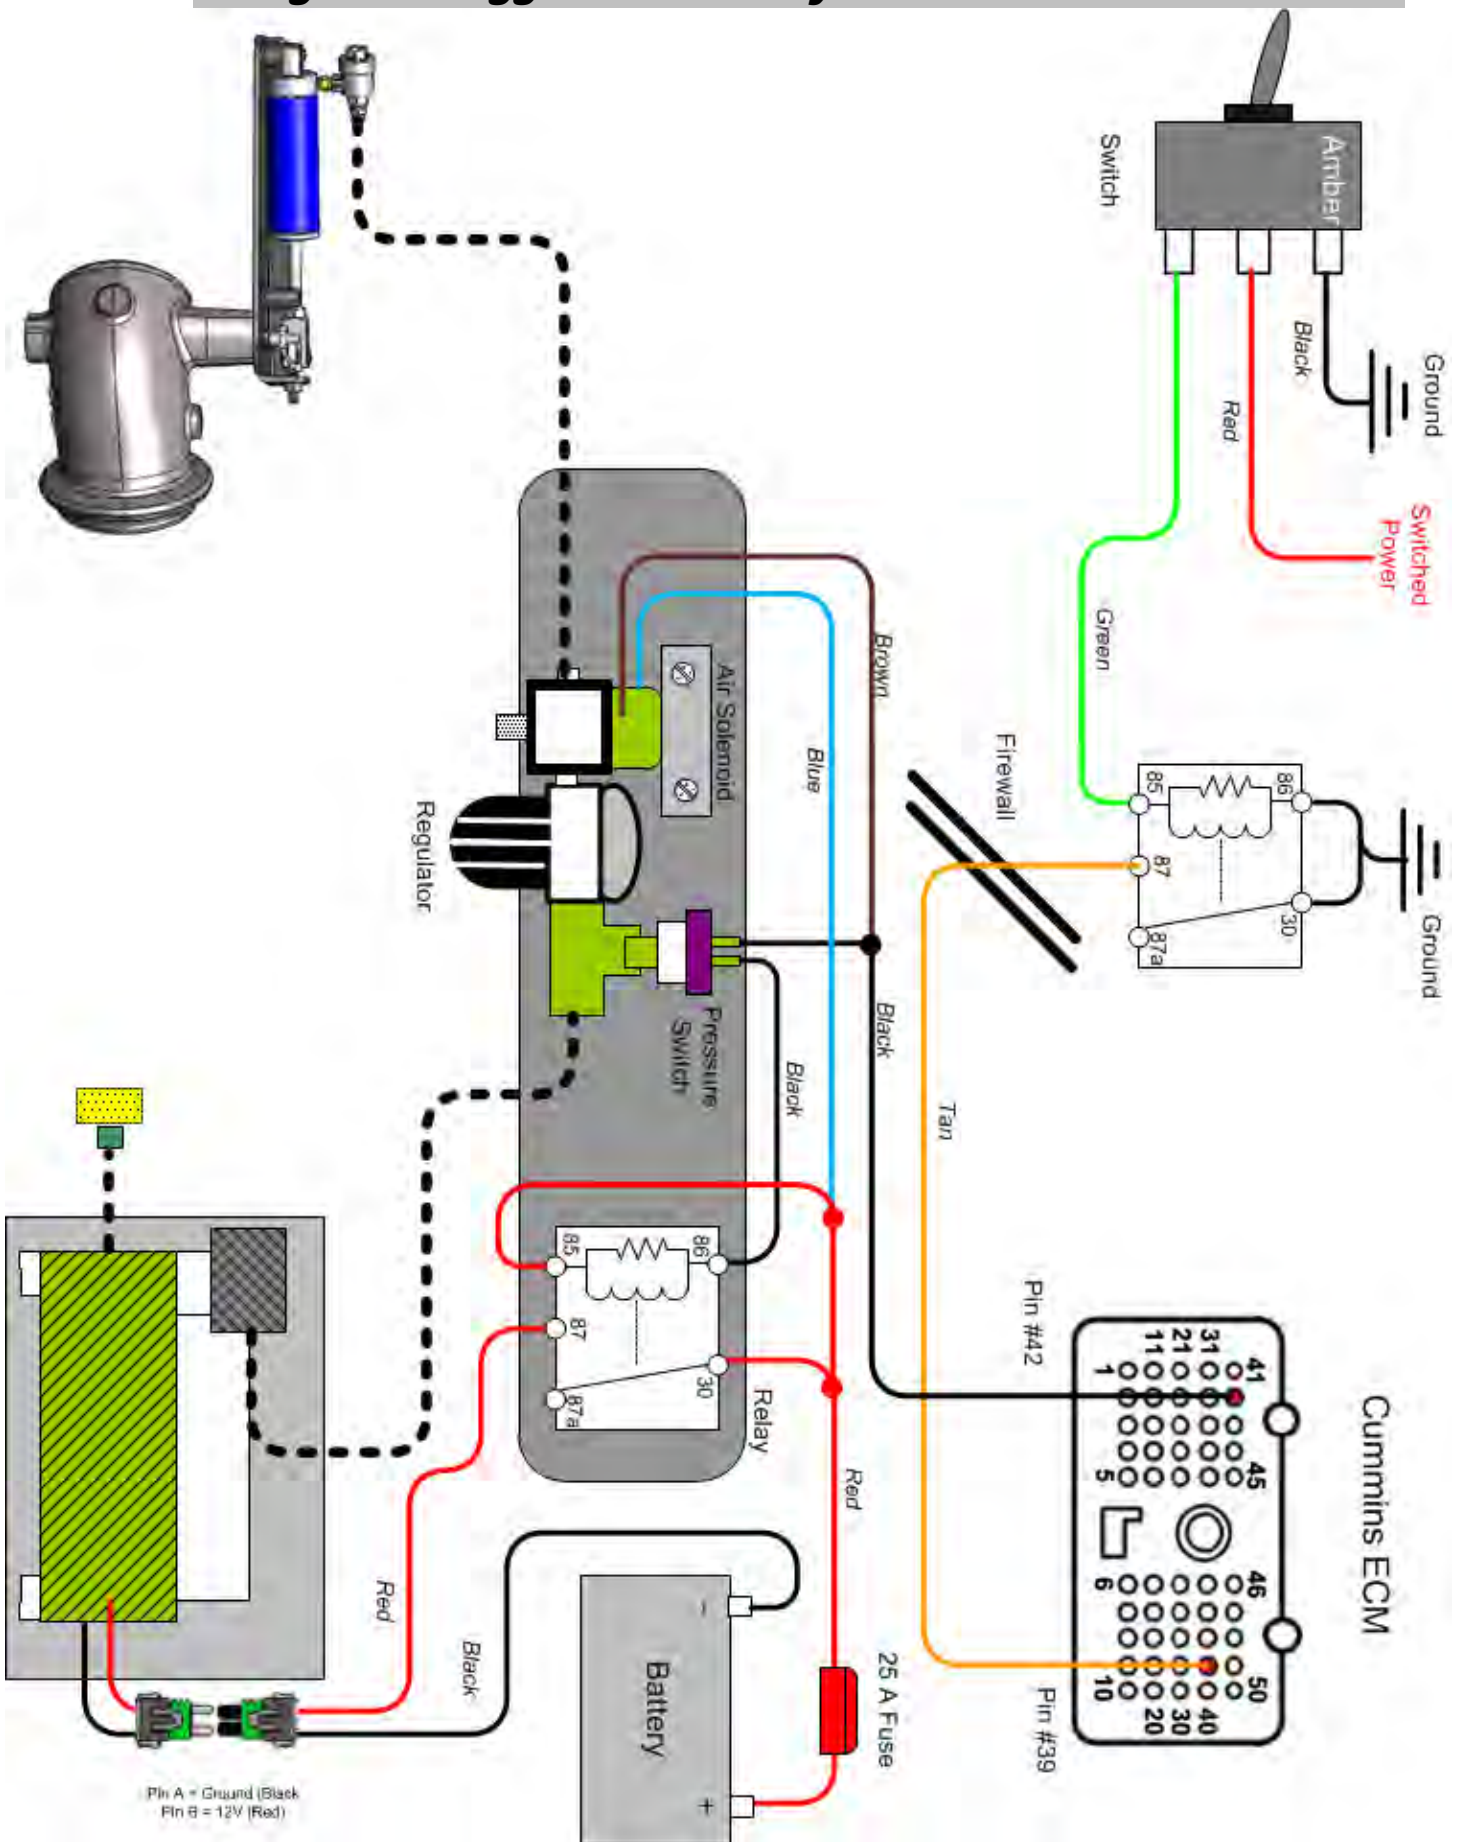 Amber
Switch
Black
Red
Ground
Switched
Power
Green
Firewall
85
86
87
87a
30
Ground
Brown
Blue
Air Solenoid
Regulator
Pressure
Switch
Black
Black
Tan
Relay
85
86
87
87a
30
Red
Red
Black
Battery
-
+
25 A Fuse
Cummins ECM
Pin #42
Pin #39
41
31
21
11
1
45
5
46
6
50
40
30
20
10
Pin A = Ground (Black
Pin B = 12V (Red)